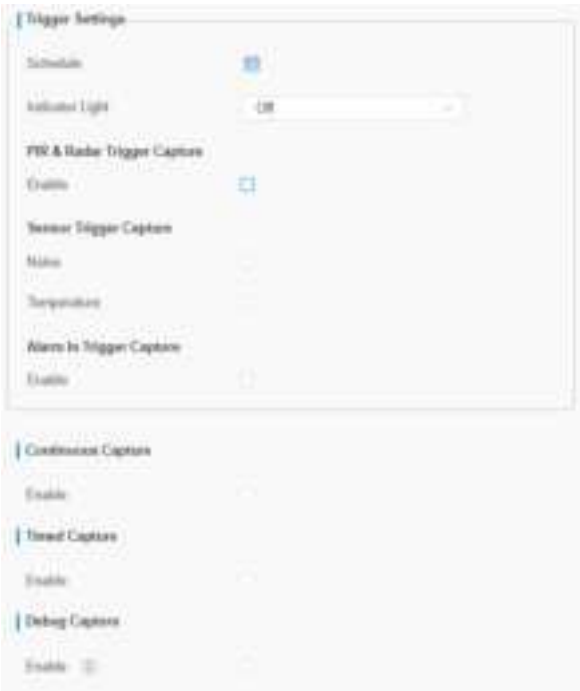 Trigger Settings
Schedule
Indicator Light
Off
PIR & Radar Trigger Capture
Enable
Sensor Trigger Capture
Noise
Temperature
Alarm In Trigger Capture
Enable
Continuous Capture
Enable
Timed Capture
Enable
Debug Capture
Enable